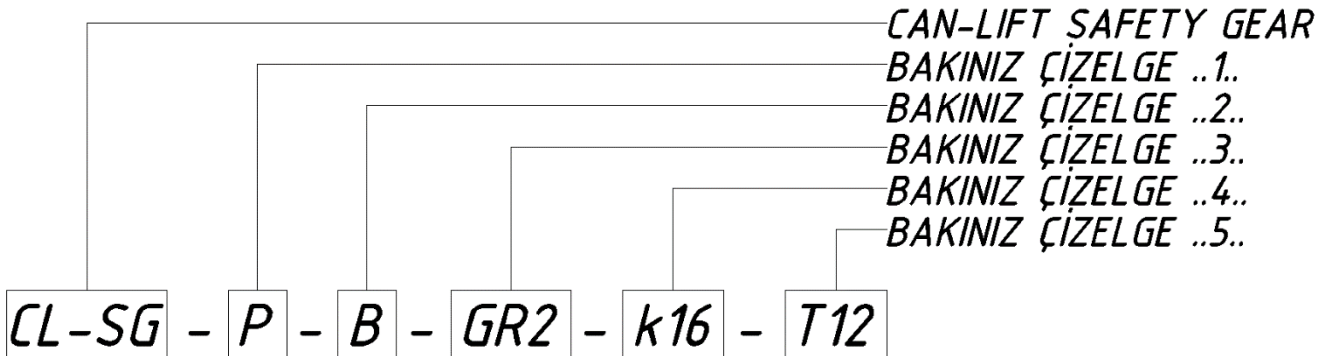 CAN-LIFT SAFETY GEAR
BAKINIZ ÇİZELGE ..1..
BAKINIZ ÇİZELGE ..2..
BAKINIZ ÇİZELGE ..3..
BAKINIZ ÇİZELGE ..4..
BAKINIZ ÇİZELGE ..5..
CL-SG - P - B - GR2 - k16 - T12